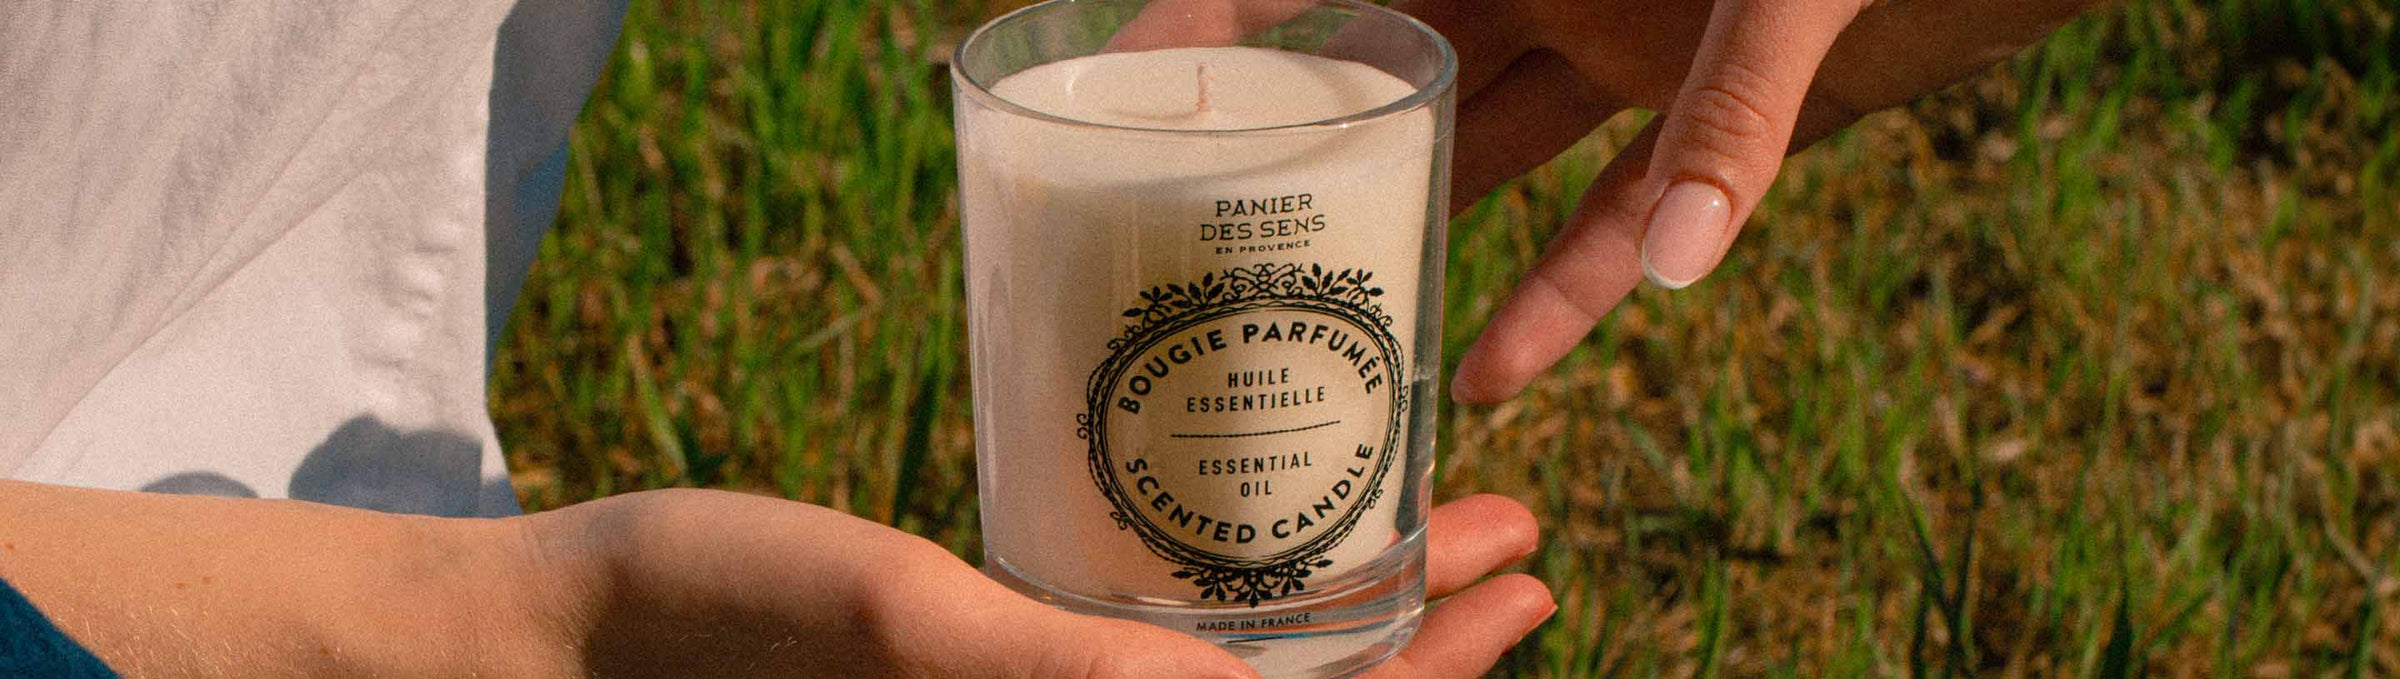 PANIER
DES SENS
EN PROVENCE
BOUGIE PARFUMÉE
HUILE
ESSENTIELLE
ESSENTIAL
OIL
SCENTED CANDLE
MADE IN FRANCE